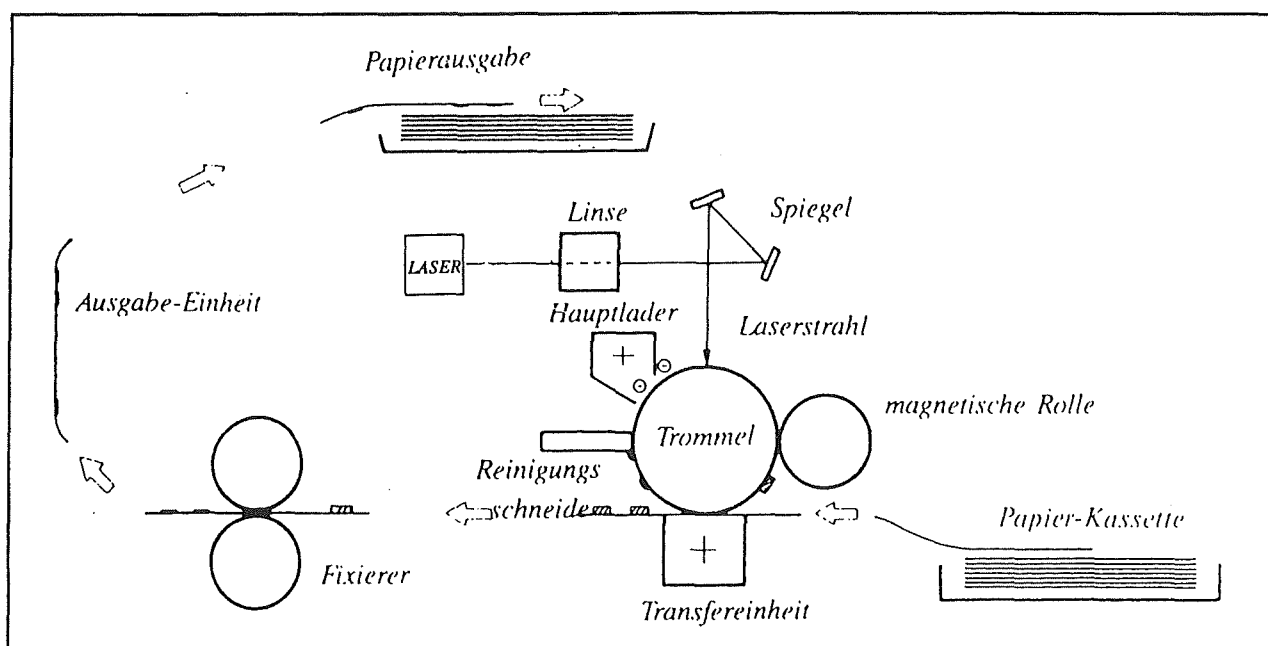 Papierausgabe
Linse
Spiegel
LASER
Ausgabe-Einheit
Hauptlader
Laserstrahl
+
magnetische Rolle
Trommel
Reinigungs
schneide
Papier-Kassette
+
Fixierer
Transfereinheit